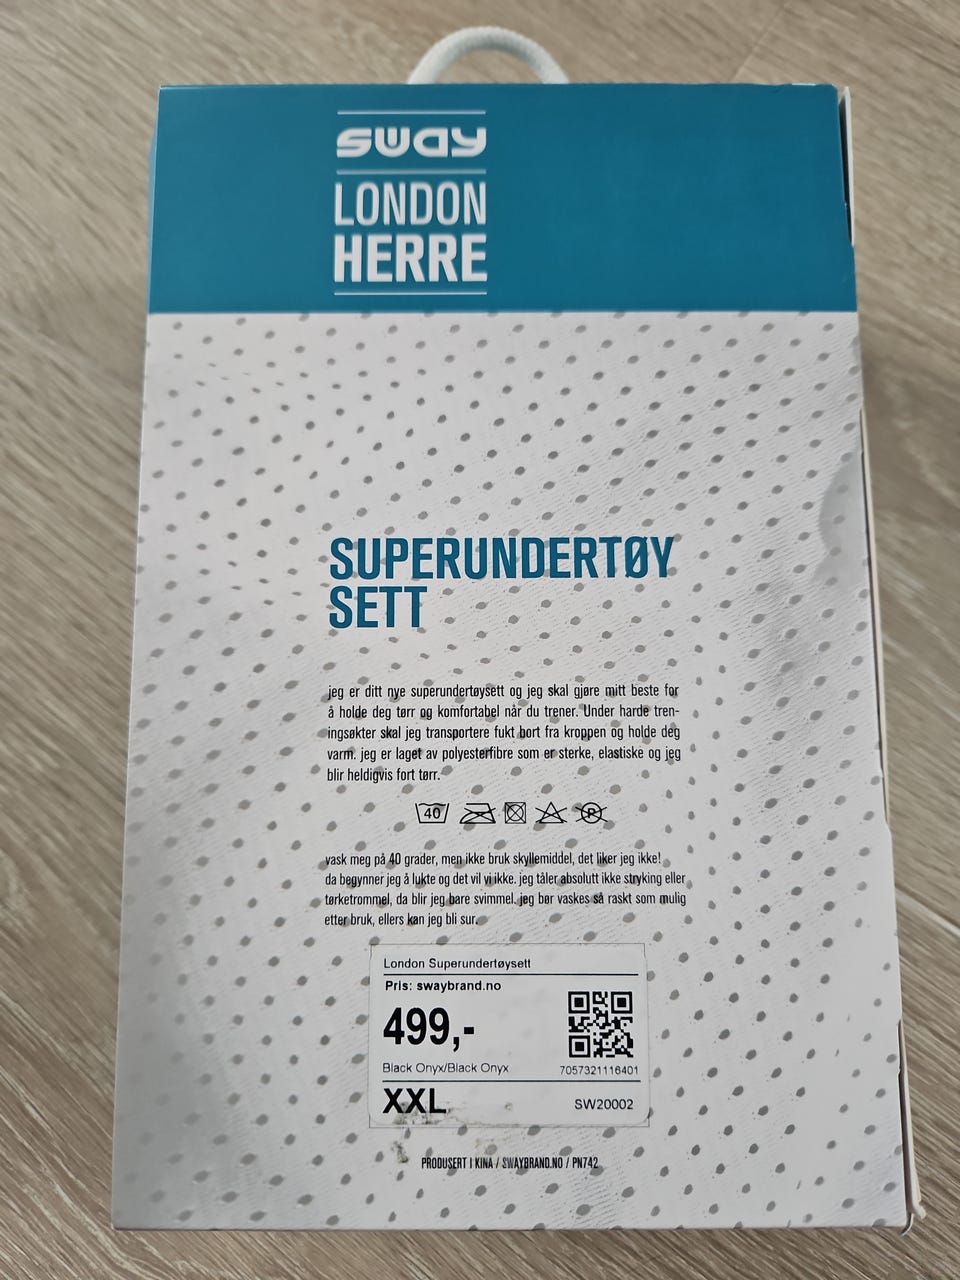 sway
LONDON
HERRE
SUPERUNDERTØY
SETT
jeg er ditt nye superundertøysett og jeg skal gjøre mitt beste for
å holde deg tørr og komfortabel når du trener. Under harde tren-
ingsøkter skal jeg transportere fukt bort fra kroppen og holde deg
varm. jeg er laget av polyesterfibre som er sterke, elastiske og jeg
blir heldigvis fort tørr.
40 P
vask meg på 40 grader, men ikke bruk skyllemiddel, det liker jeg ikke!
da begynner jeg å lukte og det vil vi ikke. jeg tåler absolutt ikke stryking eller
tørketrommel, da blir jeg bare svimmel. jeg bør vaskes så raskt som mulig
etter bruk, ellers kan jeg bli sur.
London Superundertøysett
Pris: swaybrand.no
499,-
Black Onyx/Black Onyx 7057321116401
XXL SW20002
PRODUSERT I KINA / SWAYBRAND.NO / PN742